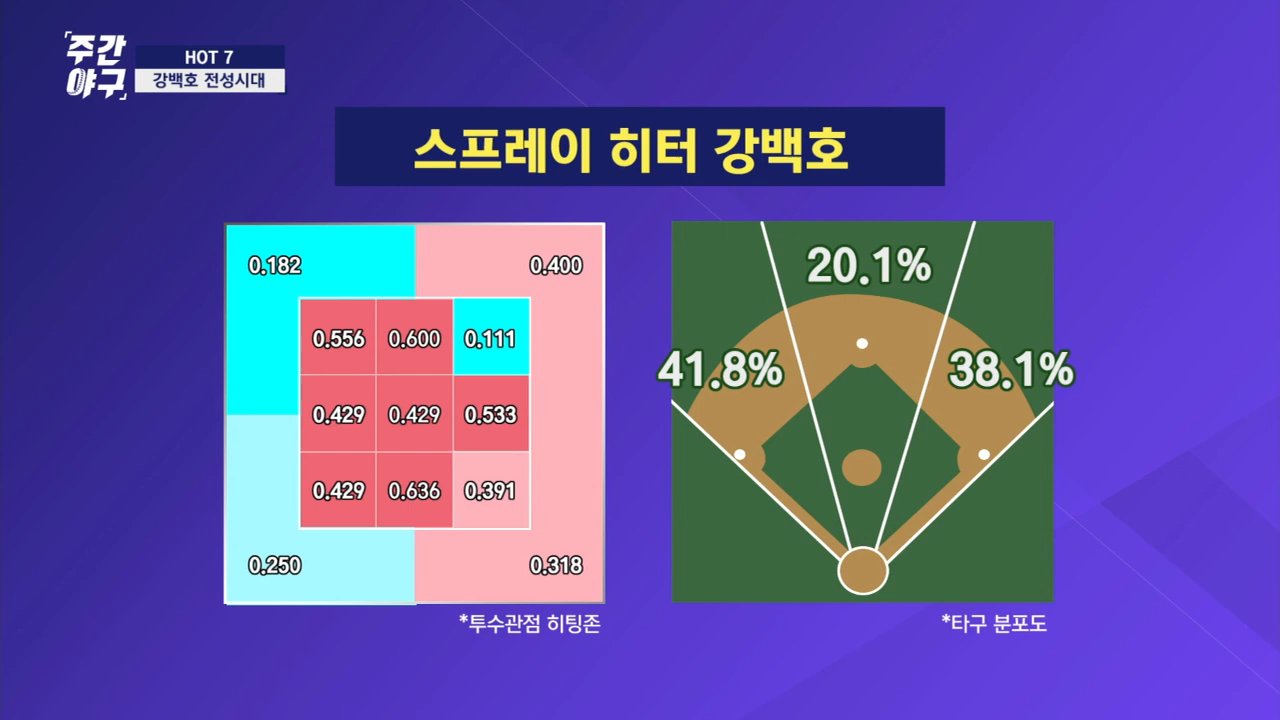 주간
야구
HOT 7
강백호 전성시대
스프레이 히터 강백호
0.182
0.400
0.556 0.600 0.111
0.429 0.429 0.533
0.429 0.636 0.391
0.250
0.318
*투수관점 히팅존
20.1%
41.8%
38.1%
*타구 분포도